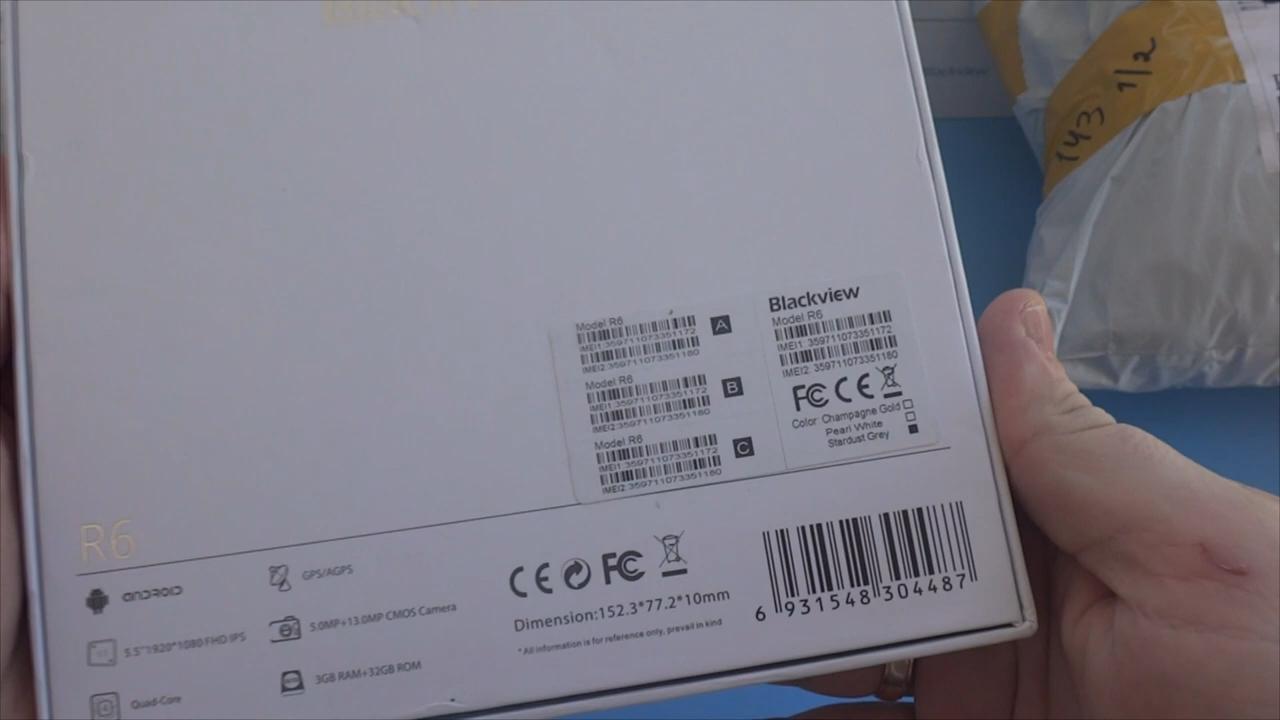 143 1/2
Model R6
IMEI1:359711073351172
IMEI2:359711073351180
A
Model R6
IMEI1:359711073351172
IMEI2:359711073351180
B
Model R6
IMEI1:359711073351172
IMEI2:359711073351180
C
Blackview
Model R6
IMEI1: 359711073351172
IMEI2: 359711073351180
FC CE
Color: Champagne Gold
Pearl White
Stardust Grey
R6
ANDROID
5.5"1920*1080 FHD IPS
Quad-Core
GPS/AGPS
5.0MP+13.0MP CMOS Camera
3GB RAM+32GB ROM
CE FC
Dimension:152.3*77.2*10mm
* All information is for reference only, prevail in kind
6 931548 304487